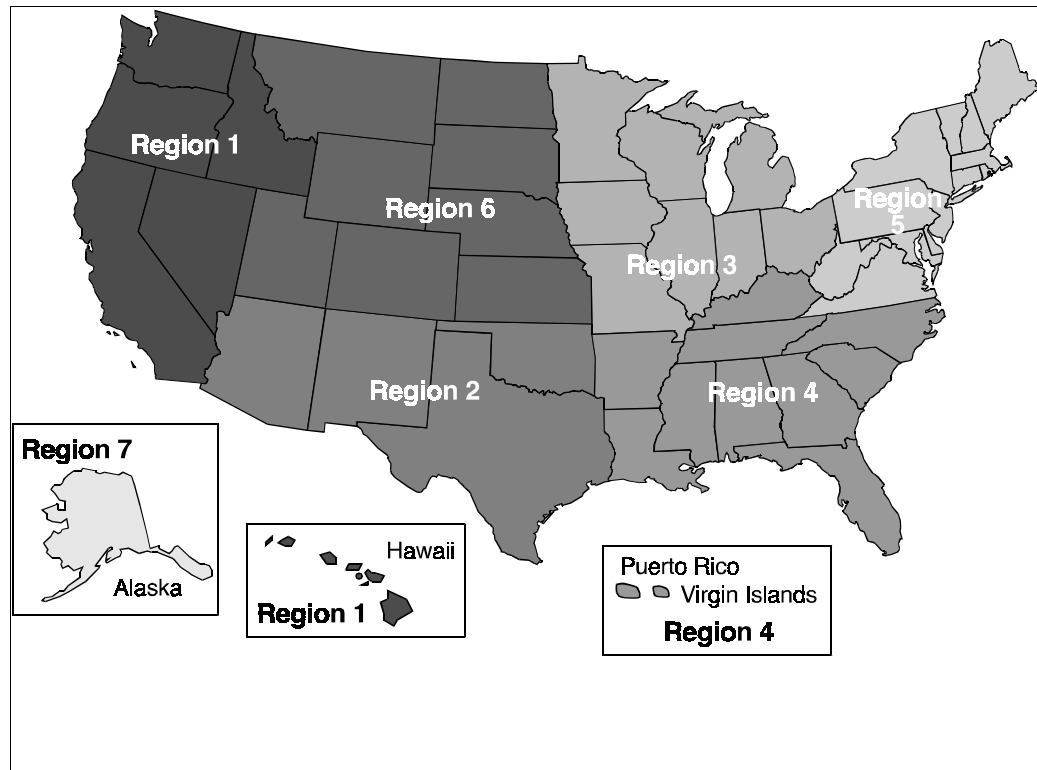 Region 1
Region 6
Region
5
Region 3
Region 2
Region 4
Region 7
Alaska
Hawaii
Region 1
Puerto Rico
Virgin Islands
Region 4